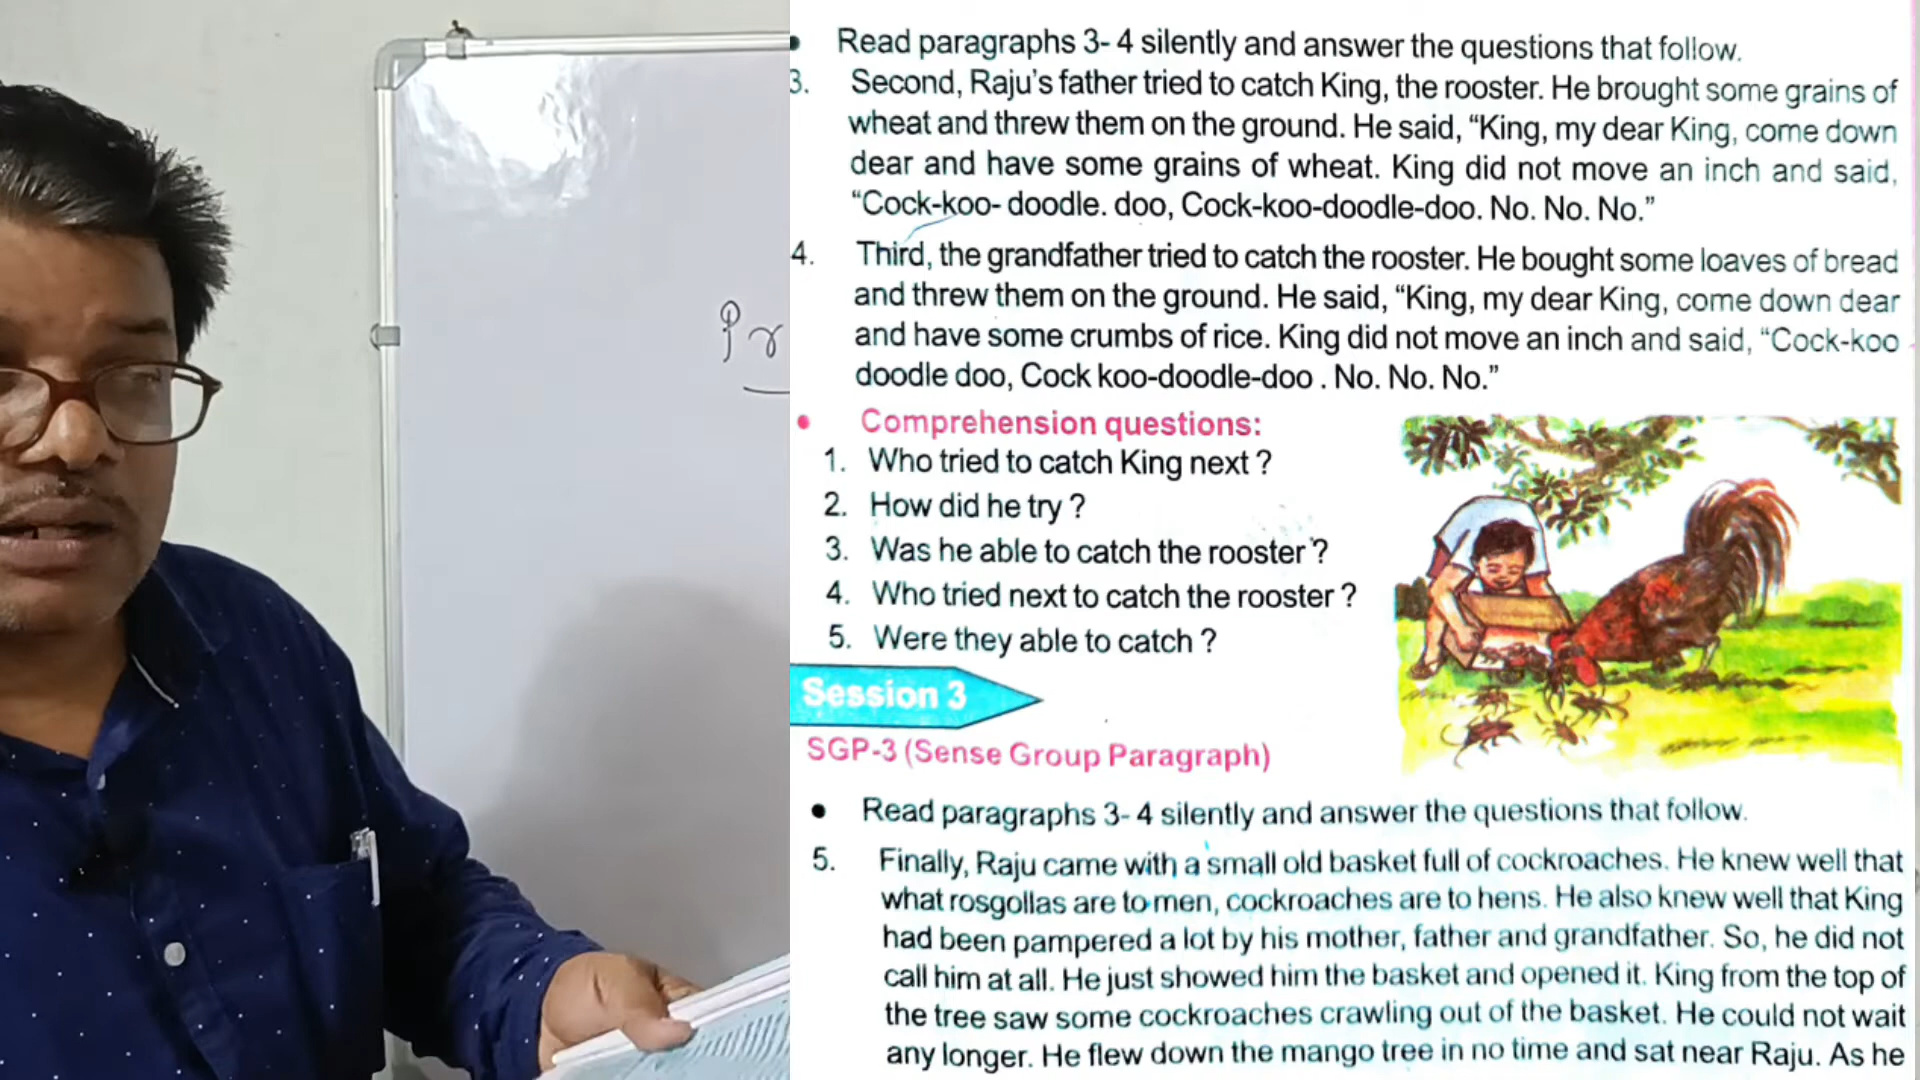 Pr
Read paragraphs 3- 4 silently and answer the questions that follow.
3. Second, Raju's father tried to catch King, the rooster. He brought some grains of
wheat and threw them on the ground. He said, “King, my dear King, come down
dear and have some grains of wheat. King did not move an inch and said,
“Cock-koo- doodle. doo, Cock-koo-doodle-doo. No. No. No.”
4. Third, the grandfather tried to catch the rooster. He bought some loaves of bread
and threw them on the ground. He said, “King, my dear King, come down dear
and have some crumbs of rice. King did not move an inch and said, “Cock-koo
doodle doo, Cock koo-doodle-doo . No. No. No.”
• Comprehension questions:
1. Who tried to catch King next ?
2. How did he try ?
3. Was he able to catch the rooster ?
4. Who tried next to catch the rooster ?
5. Were they able to catch ?
Session 3
SGP-3 (Sense Group Paragraph)
• Read paragraphs 3- 4 silently and answer the questions that follow.
5. Finally, Raju came with a small old basket full of cockroaches. He knew well that
what rosgollas are to men, cockroaches are to hens. He also knew well that King
had been pampered a lot by his mother, father and grandfather. So, he did not
call him at all. He just showed him the basket and opened it. King from the top of
the tree saw some cockroaches crawling out of the basket. He could not wait
any longer. He flew down the mango tree in no time and sat near Raju. As he